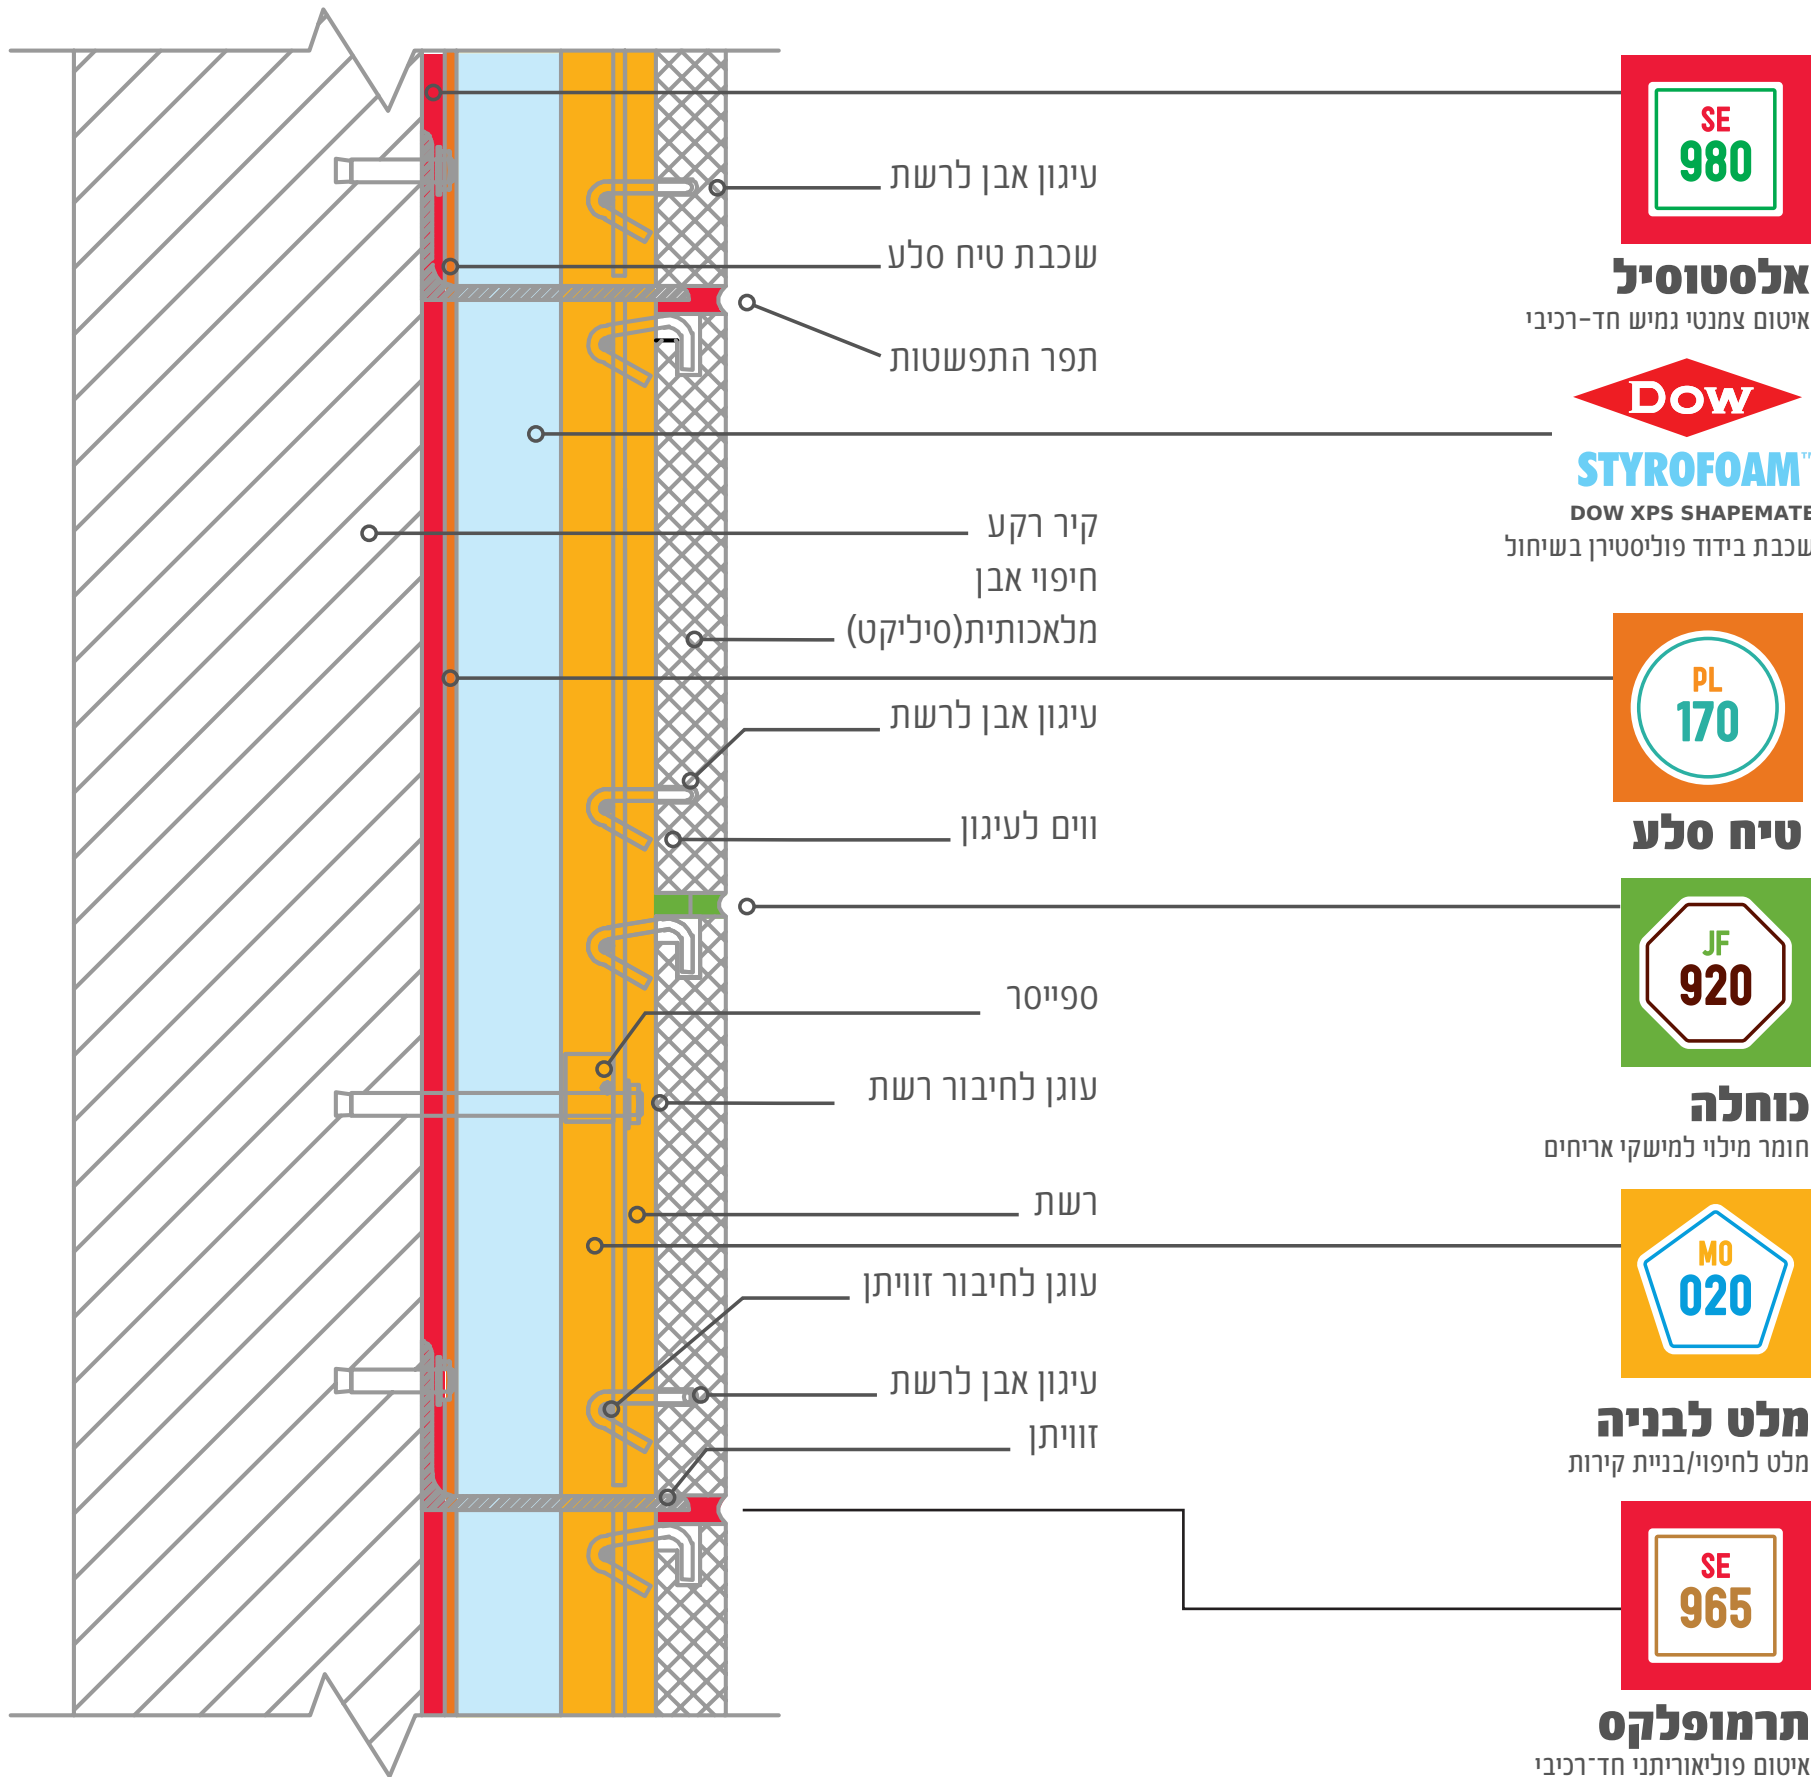 SE
980
אלסטוסיל
איטום צמנטי גמיש חד-רכיבי
עיגון אבן לרשת
שכבת טיח סלע
תפר התפשטות
Dow
STYROFOAM™
DOW XPS SHAPEMATE
שכבת בידוד פוליסטירן בשיחול
קיר רקע
חיפוי אבן
מלאכותית(סיליקט)
PL
170
טיח סלע
עיגון אבן לרשת
ווים לעיגון
JF
920
כוחלה
חומר מילוי למישקי אריחים
ספייסר
עוגן לחיבור רשת
רשת
MO
020
מלט לבניה
מלט לחיפוי/בניית קירות
עוגן לחיבור זוויתן
עיגון אבן לרשת
זוויתן
SE
965
תרמופלקס
איטום פוליאוריתני חד־רכיבי